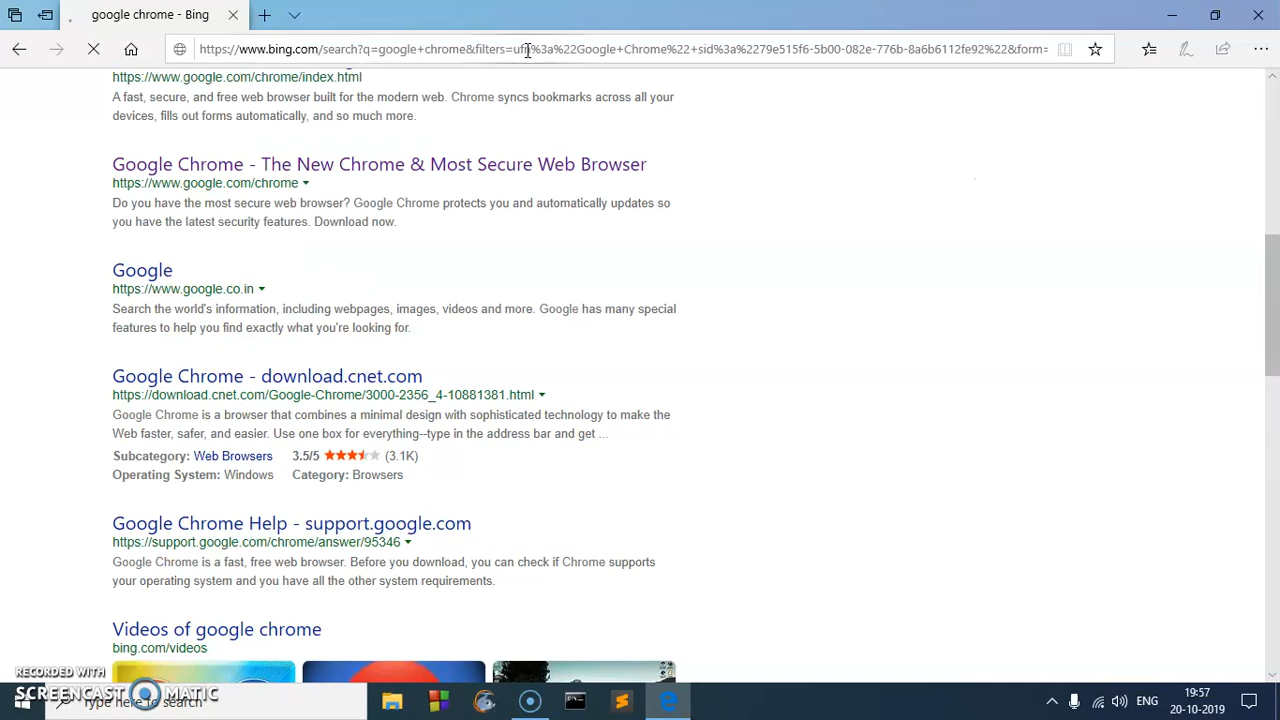 google chrome - Bing
https://www.bing.com/search?q=google+chrome&filters=ufn%3a%22Google+Chrome%22+sid%3a%2279e515f6-5b00-082e-776b-8a6b6112fe92%22&form=
https://www.google.com/chrome/index.html
A fast, secure, and free web browser built for the modern web. Chrome syncs bookmarks across all your
devices, fills out forms automatically, and so much more.
Google Chrome - The New Chrome & Most Secure Web Browser
https://www.google.com/chrome
Do you have the most secure web browser? Google Chrome protects you and automatically updates so
you have the latest security features. Download now.
Google
https://www.google.co.in
Search the world's information, including webpages, images, videos and more. Google has many special
features to help you find exactly what you're looking for.
Google Chrome - download.cnet.com
https://download.cnet.com/Google-Chrome/3000-2356_4-10881381.html
Google Chrome is a browser that combines a minimal design with sophisticated technology to make the
Web faster, safer, and easier. Use one box for everything--type in the address bar and get ...
Subcategory: Web Browsers 3.5/5 (3.1K)
Operating System: Windows Category: Browsers
Google Chrome Help - support.google.com
https://support.google.com/chrome/answer/95346
Google Chrome is a fast, free web browser. Before you download, you can check if Chrome supports
your operating system and you have all the other system requirements.
Videos of google chrome
bing.com/videos
RECORDED WITH
SCREENCAST MATIC
Type here to search
ENG
19:57
20-10-2019